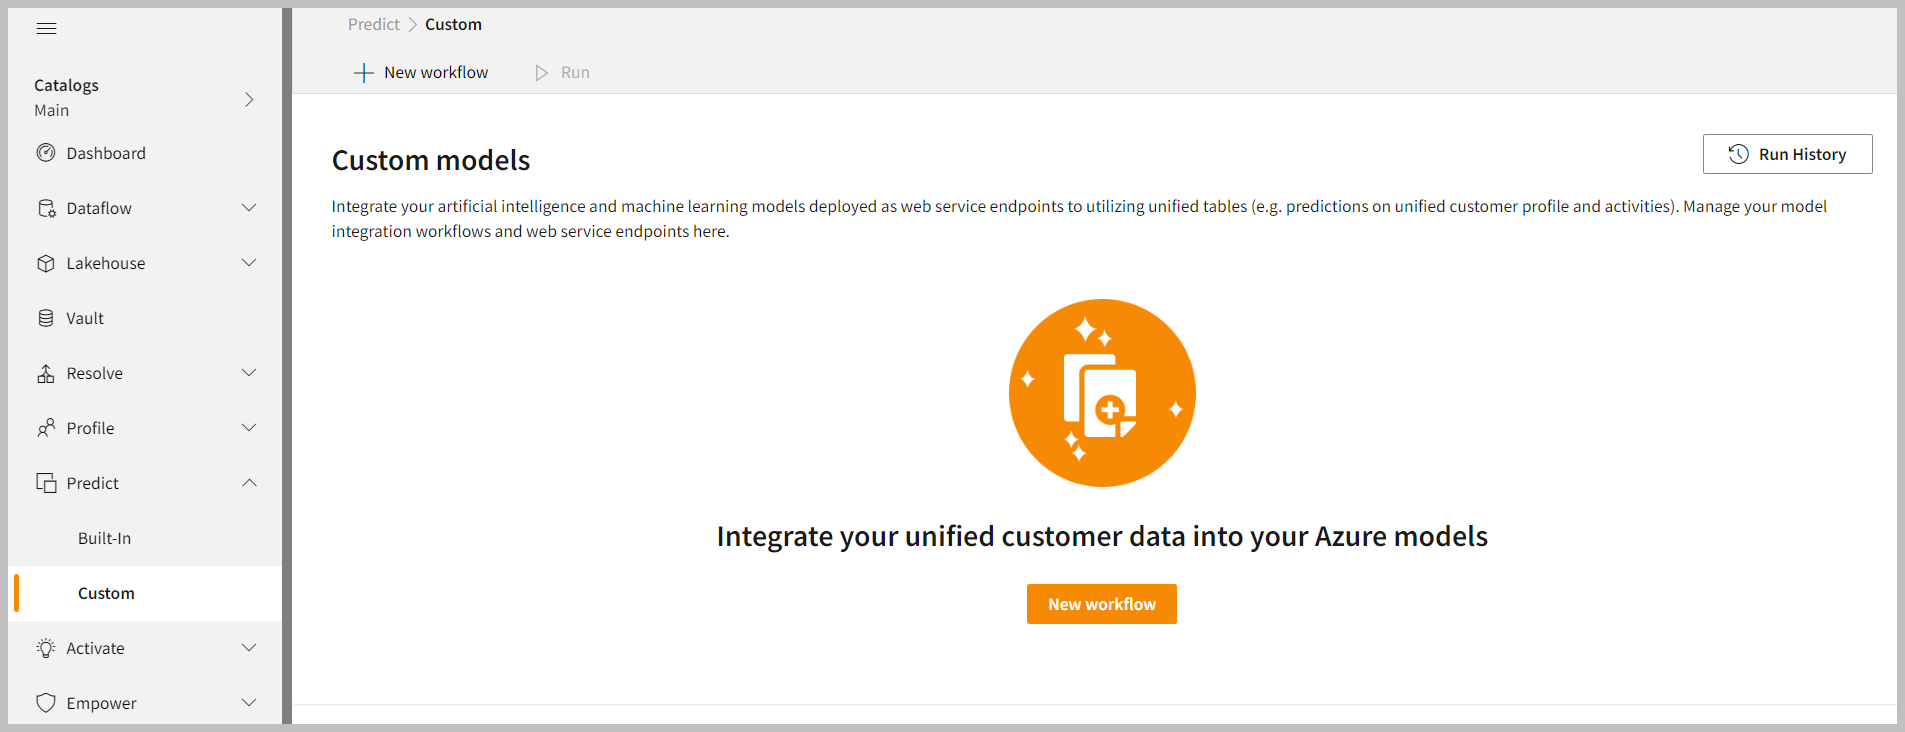 Catalogs
Main
Dashboard
Dataflow
Lakehouse
Vault
Resolve
Profile
Predict
Built-In
Custom
Activate
Empower
Predict Custom
New workflow Run
Custom models
Run History
Integrate your artificial intelligence and machine learning models deployed as web service endpoints to utilizing unified tables (e.g. predictions on unified customer profile and activities). Manage your model
integration workflows and web service endpoints here.
Integrate your unified customer data into your Azure models
New workflow